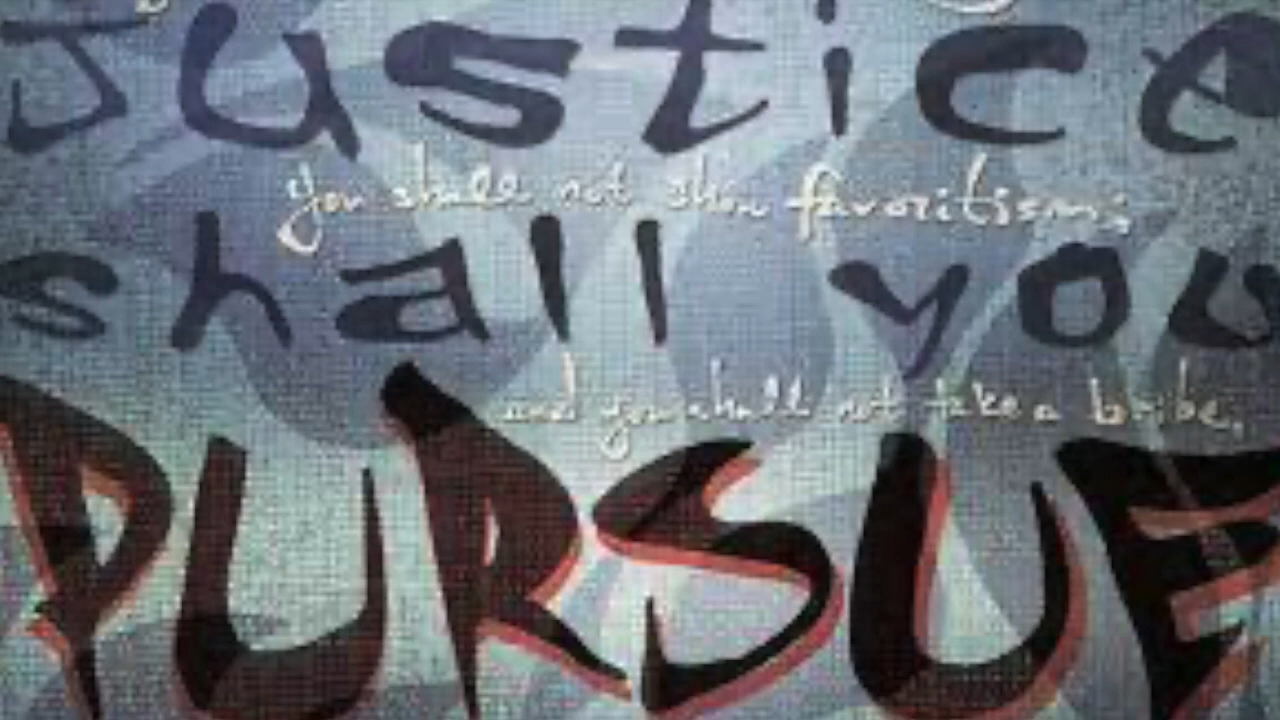 Justice
you shall not show favoritism;
shall you
and you shall not take a bribe,
PURSUE